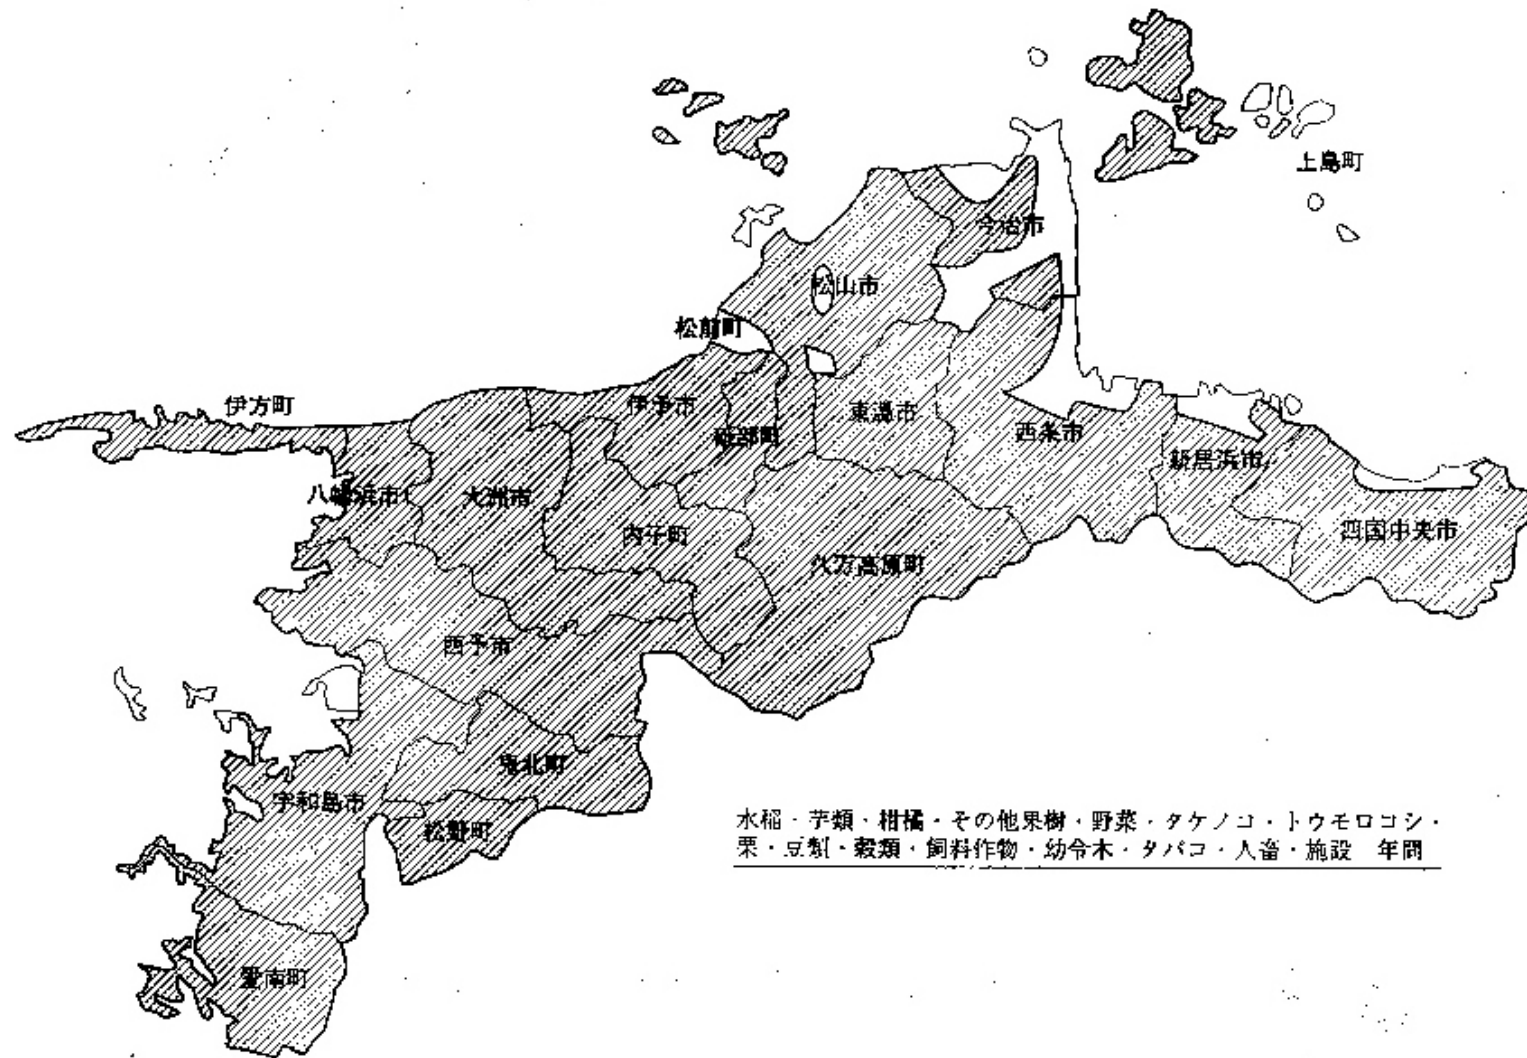 上島町
今治市
松山市
松前町
伊方町
伊予市
砥部町
東温市
西条市
新居浜市
八幡浜市
大洲市
内子町
久万高原町
四国中央市
西予市
鬼北町
宇和島市
松野町
愛南町
水稲・芋類・柑橘・その他果樹・野菜・タケノコ・トウモロコシ・
栗・豆類・穀類・飼料作物・幼令木・タバコ・人畜・施設 年間